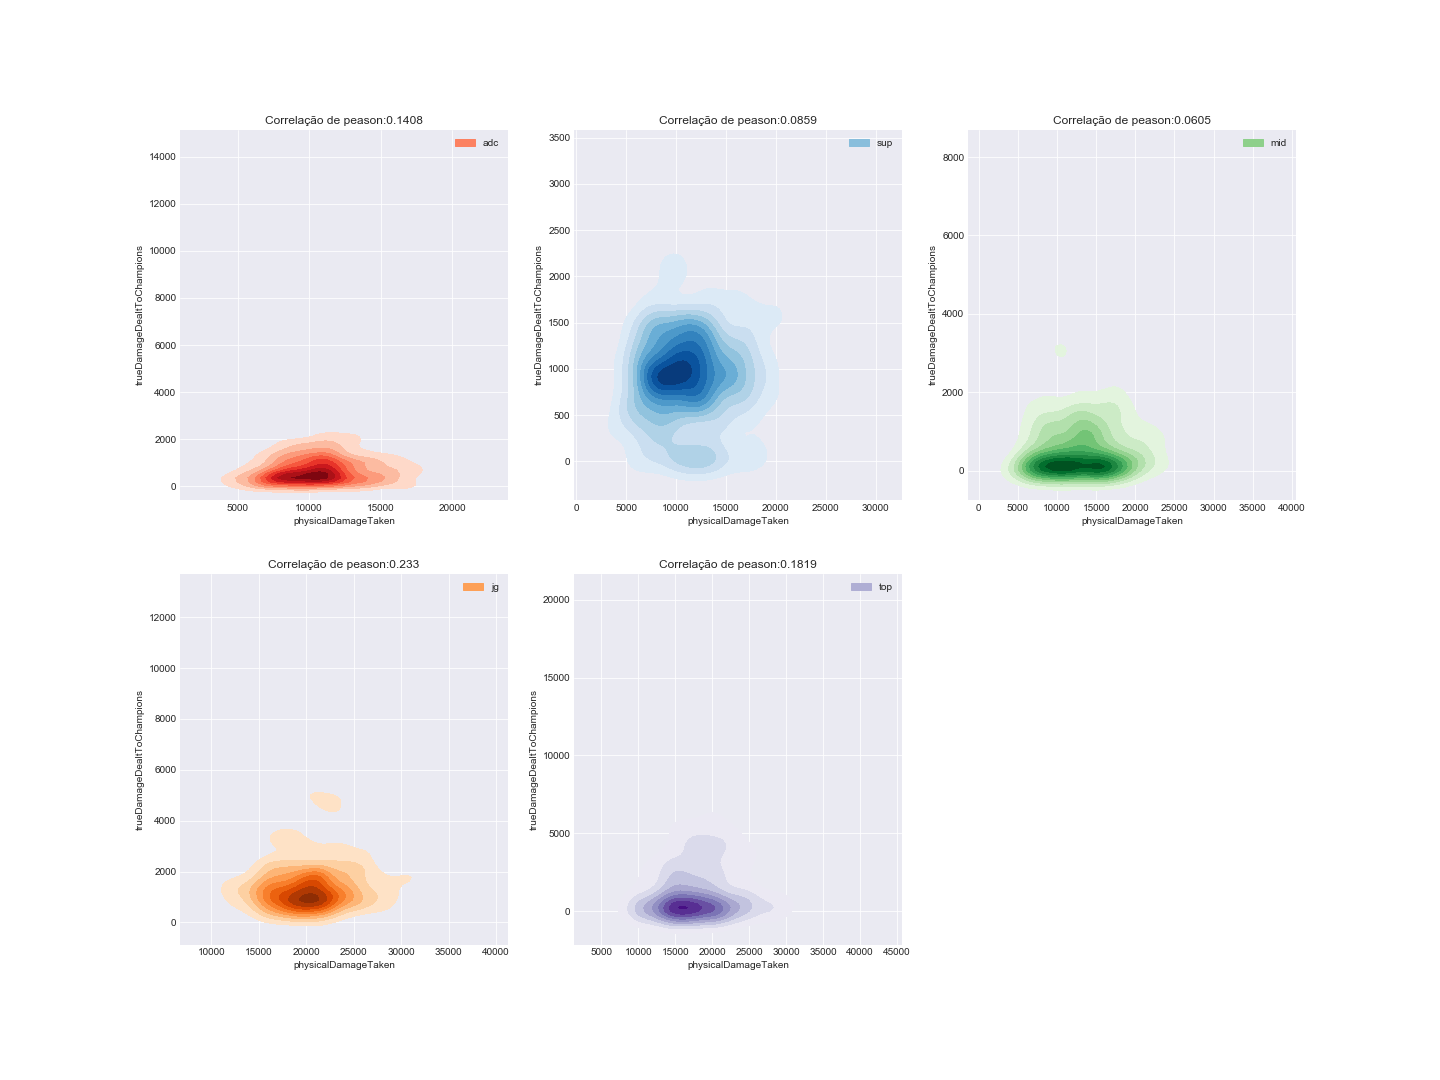 Correlação de peason:0.1408
adc
14000
12000
10000
8000
6000
4000
2000
0
trueDamageDealtToChampions
5000 10000 15000 20000
physicalDamageTaken
Correlação de peason:0.0859
sup
3500
3000
2500
2000
1500
1000
500
0
trueDamageDealtToChampions
0 5000 10000 15000 20000 25000 30000
physicalDamageTaken
Correlação de peason:0.0605
mid
8000
6000
4000
2000
0
trueDamageDealtToChampions
0 5000 10000 15000 20000 25000 30000 35000 40000
physicalDamageTaken
Correlação de peason:0.233
jg
12000
10000
8000
6000
4000
2000
0
trueDamageDealtToChampions
10000 15000 20000 25000 30000 35000 40000
physicalDamageTaken
Correlação de peason:0.1819
top
20000
15000
10000
5000
0
trueDamageDealtToChampions
5000 10000 15000 20000 25000 30000 35000 40000 45000
physicalDamageTaken